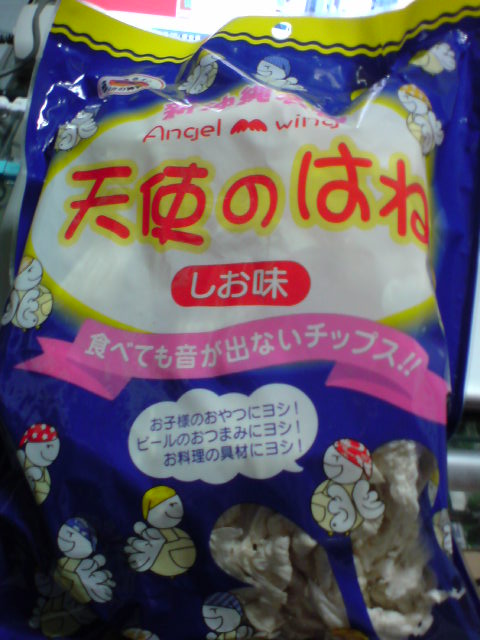 Angel wing
天使のはね
しお味
食べても音が出ないチップス!!
お子様のおやつにヨシ!
ビールのおつまみにヨシ!
お料理の具材にヨシ!